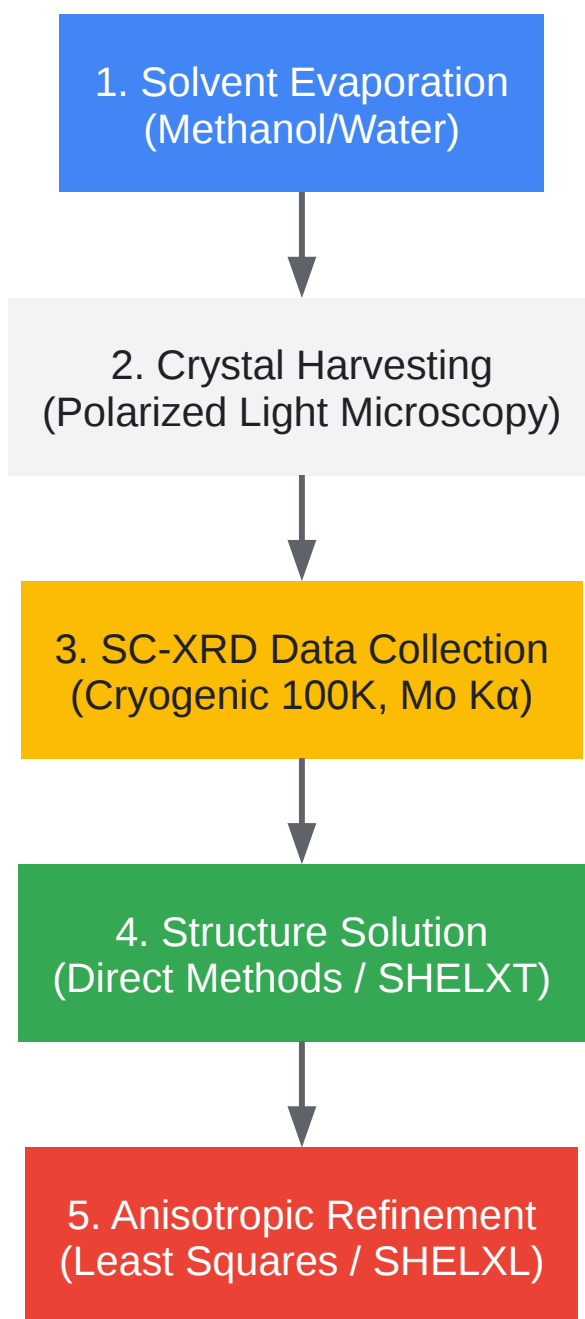 1. Solvent Evaporation
(Methanol/Water)
2. Crystal Harvesting
(Polarized Light Microscopy)
3. SC-XRD Data Collection
(Cryogenic 100K, Mo Kα)
4. Structure Solution
(Direct Methods / SHELXT)
5. Anisotropic Refinement
(Least Squares / SHELXL)